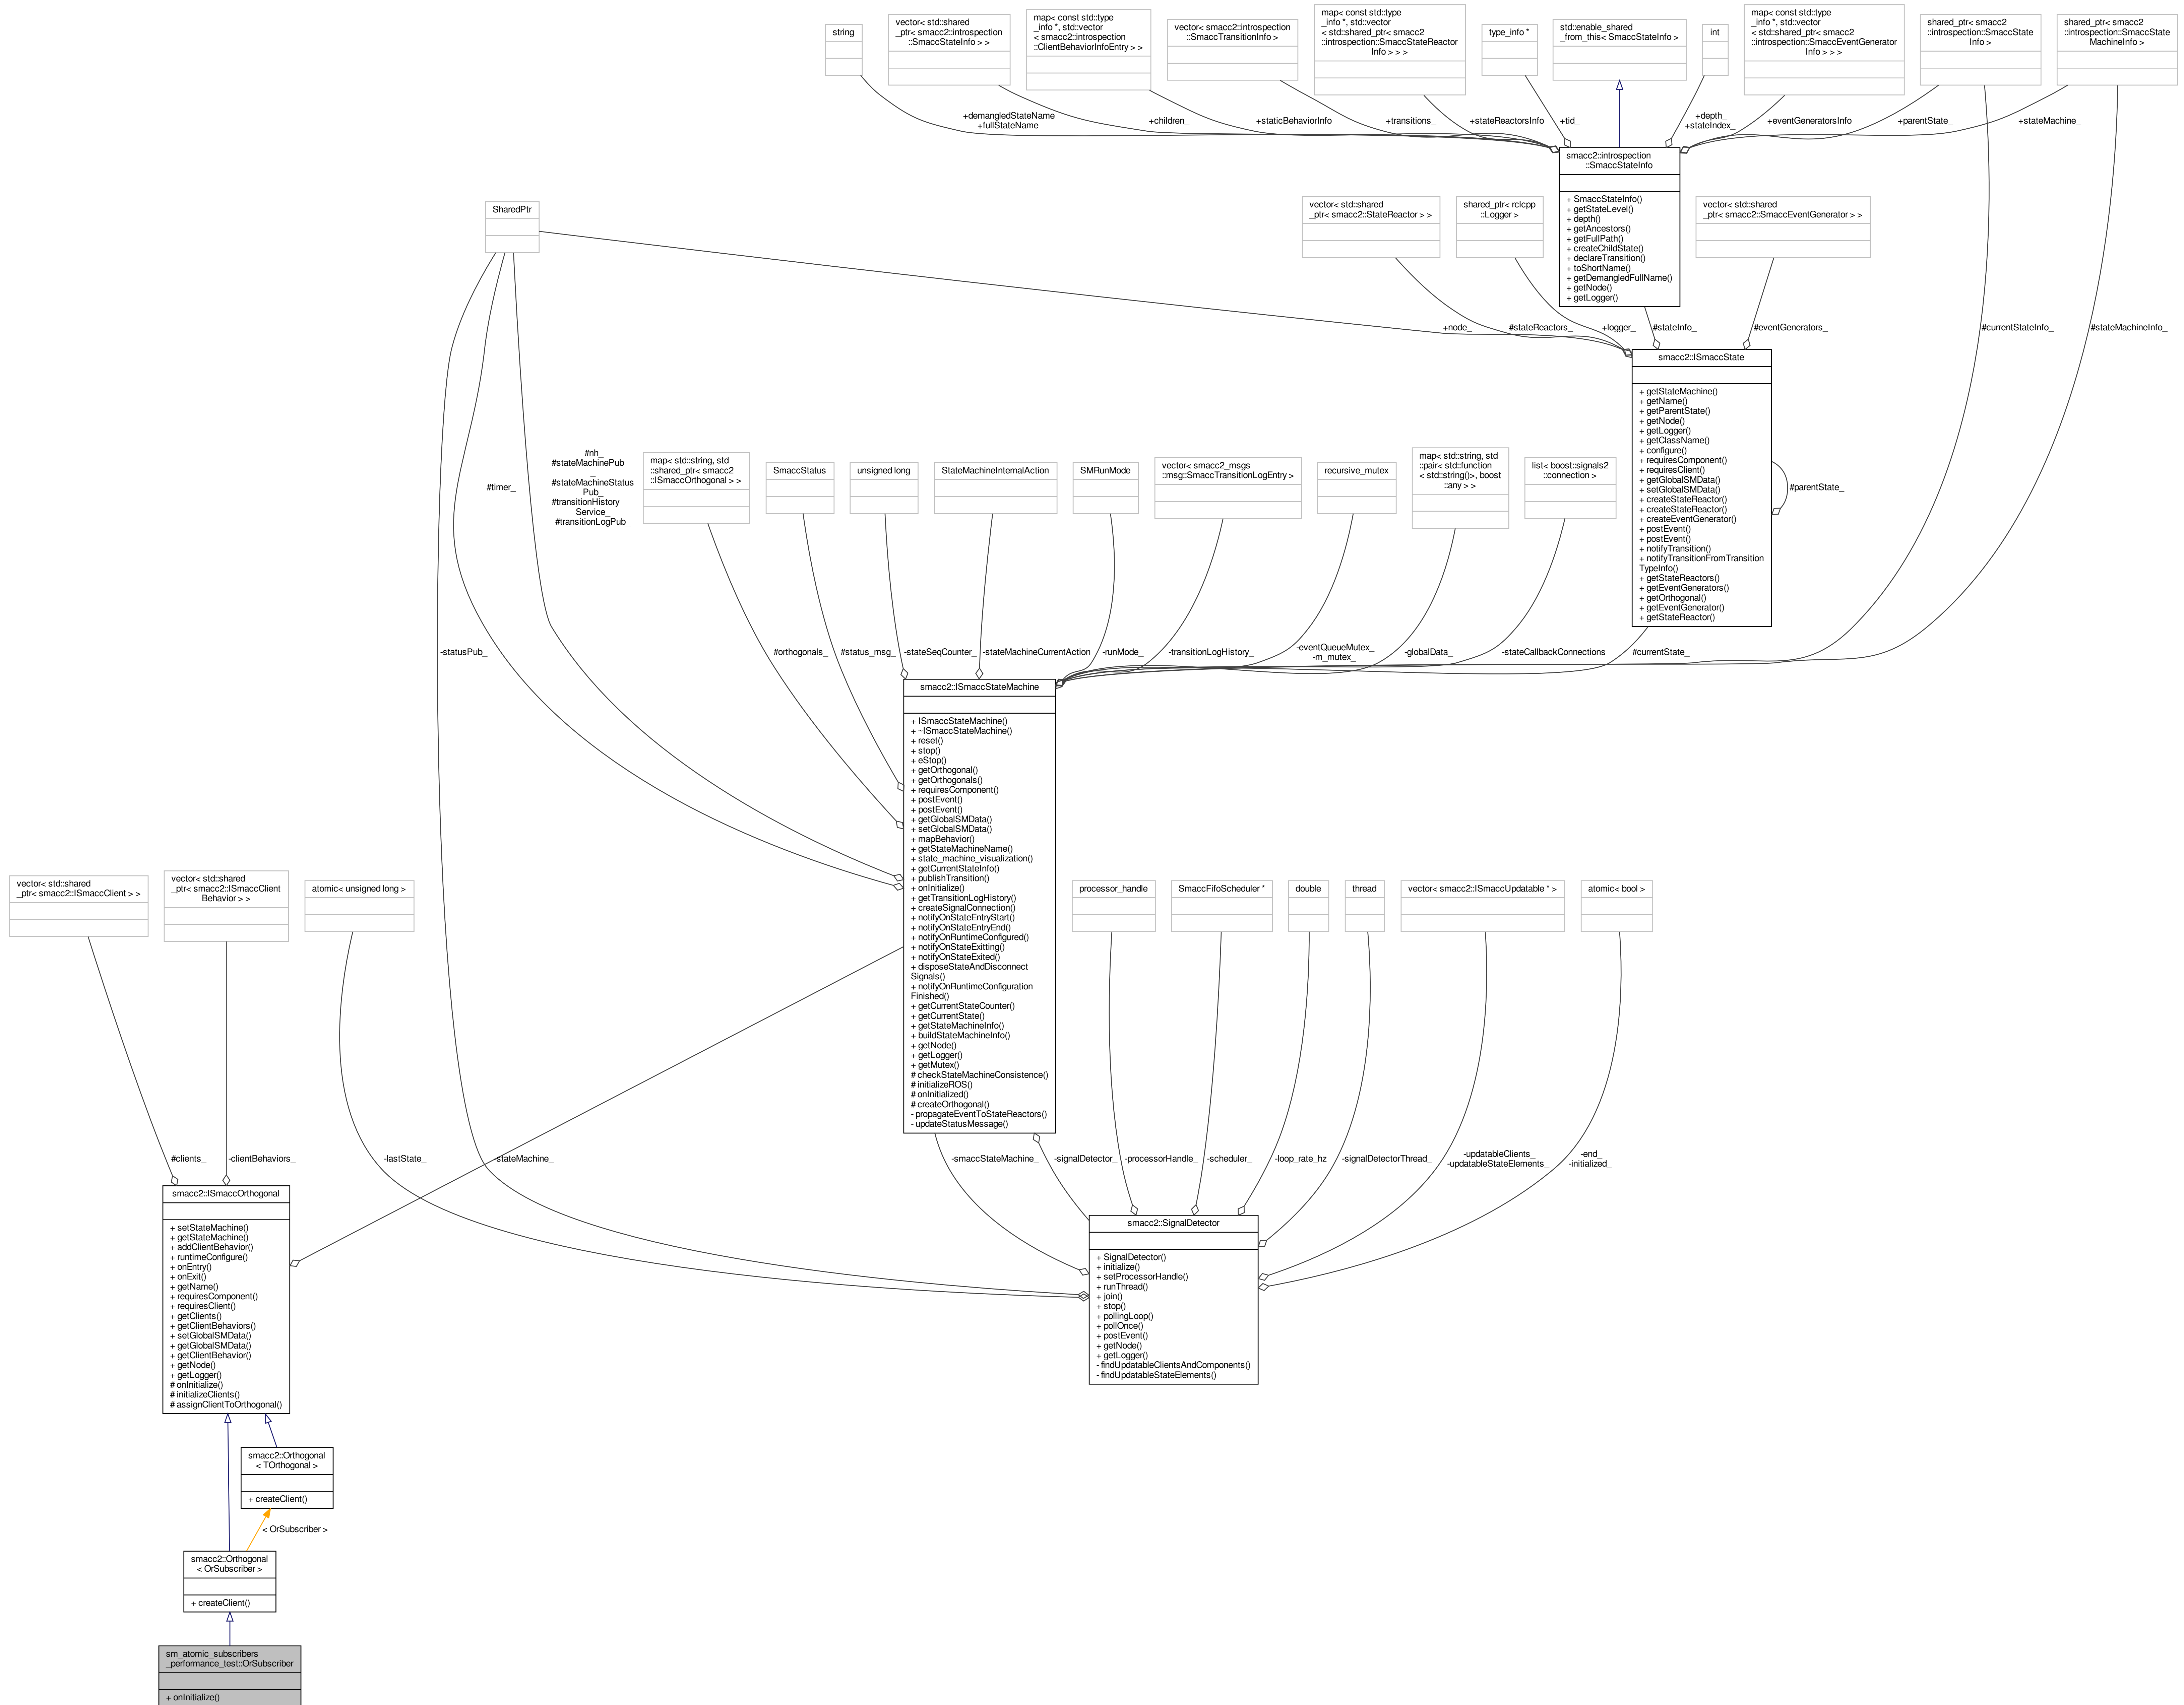 string
vector< std::shared
_ptr< smacc2::introspection
::SmaccStateInfo > >
map< const std::type
_info *, std::vector
< smacc2::introspection
::ClientBehaviorInfoEntry > >
vector< smacc2::introspection
::SmaccTransitionInfo >
map< const std::type
_info *, std::vector
< std::shared_ptr< smacc2
::introspection::SmaccStateReactor
Info > > >
type_info *
std::enable_shared
_from_this< SmaccStateInfo >
int
map< const std::type
_info *, std::vector
< std::shared_ptr< smacc2
::introspection::SmaccEventGenerator
Info > > >
shared_ptr< smacc2
::introspection::SmaccState
Info >
shared_ptr< smacc2
::introspection::SmaccState
MachineInfo >
+demangledStateName
+fullStateName
+children_
+staticBehaviorInfo
+transitions_
+stateReactorsInfo
+tid_
+depth_
+stateIndex_
+eventGeneratorsInfo
+parentState_
+stateMachine_
smacc2::introspection
::SmaccStateInfo
+ SmaccStateInfo()
+ getStateLevel()
+ depth()
+ getAncestors()
+ getFullPath()
+ createChildState()
+ declareTransition()
+ toShortName()
+ getDemangledFullName()
+ getNode()
+ getLogger()
SharedPtr
vector< std::shared
_ptr< smacc2::StateReactor > >
shared_ptr< rclcpp
::Logger >
vector< std::shared
_ptr< smacc2::SmaccEventGenerator > >
+node_
#stateReactors_
+logger_
#stateInfo_
#eventGenerators_
#currentStateInfo_
#stateMachineInfo_
smacc2::ISmaccState
+ getStateMachine()
+ getName()
+ getParentState()
+ getNode()
+ getLogger()
+ getClassName()
+ configure()
+ requiresComponent()
+ requiresClient()
+ getGlobalSMData()
+ setGlobalSMData()
+ createStateReactor()
+ createStateReactor()
+ createEventGenerator()
+ postEvent()
+ postEvent()
+ notifyTransition()
+ notifyTransitionFromTransition
TypeInfo()
+ getStateReactors()
+ getEventGenerators()
+ getOrthogonal()
+ getEventGenerator()
+ getStateReactor()
#parentState_
#timer_
#nh_
#stateMachinePub
_
#stateMachineStatus
Pub_
#transitionHistory
Service_
#transitionLogPub_
map< std::string, std
::shared_ptr< smacc2
::ISmaccOrthogonal > >
SmaccStatus
unsigned long
StateMachineInternalAction
SMRunMode
vector< smacc2_msgs
::msg::SmaccTransitionLogEntry >
recursive_mutex
map< std::string, std
::pair< std::function
< std::string()>, boost
::any > >
list< boost::signals2
::connection >
-statusPub_
#orthogonals_
#status_msg_
-stateSeqCounter_
-stateMachineCurrentAction
-runMode_
-transitionLogHistory_
-eventQueueMutex_
-m_mutex_
-globalData_
-stateCallbackConnections
#currentState_
smacc2::ISmaccStateMachine
+ ISmaccStateMachine()
+ ~ISmaccStateMachine()
+ reset()
+ stop()
+ eStop()
+ getOrthogonal()
+ getOrthogonals()
+ requiresComponent()
+ postEvent()
+ postEvent()
+ getGlobalSMData()
+ setGlobalSMData()
+ mapBehavior()
+ getStateMachineName()
+ state_machine_visualization()
+ getCurrentStateInfo()
+ publishTransition()
+ onInitialize()
+ getTransitionLogHistory()
+ createSignalConnection()
+ notifyOnStateEntryStart()
+ notifyOnStateEntryEnd()
+ notifyOnRuntimeConfigured()
+ notifyOnStateExitting()
+ notifyOnStateExited()
+ disposeStateAndDisconnect
Signals()
+ notifyOnRuntimeConfiguration
Finished()
+ getCurrentStateCounter()
+ getCurrentState()
+ getStateMachineInfo()
+ buildStateMachineInfo()
+ getNode()
+ getLogger()
+ getMutex()
# checkStateMachineConsistence()
# initializeROS()
# onInitialized()
# createOrthogonal()
- propagateEventToStateReactors()
- updateStatusMessage()
vector< std::shared
_ptr< smacc2::ISmaccClient > >
vector< std::shared
_ptr< smacc2::ISmaccClient
Behavior > >
atomic< unsigned long >
processor_handle
SmaccFifoScheduler *
double
thread
vector< smacc2::ISmaccUpdatable * >
atomic< bool >
#clients_
-clientBehaviors_
-lastState_
-stateMachine_
-smaccStateMachine_
-signalDetector_
-processorHandle_
-scheduler_
-loop_rate_hz
-signalDetectorThread_
-updatableClients_
-updatableStateElements_
-end_
-initialized_
smacc2::ISmaccOrthogonal
+ setStateMachine()
+ getStateMachine()
+ addClientBehavior()
+ runtimeConfigure()
+ onEntry()
+ onExit()
+ getName()
+ requiresComponent()
+ requiresClient()
+ getClients()
+ getClientBehaviors()
+ setGlobalSMData()
+ getGlobalSMData()
+ getClientBehavior()
+ getNode()
+ getLogger()
# onInitialize()
# initializeClients()
# assignClientToOrthogonal()
smacc2::SignalDetector
+ SignalDetector()
+ initialize()
+ setProcessorHandle()
+ runThread()
+ join()
+ stop()
+ pollingLoop()
+ pollOnce()
+ postEvent()
+ getNode()
+ getLogger()
- findUpdatableClientsAndComponents()
- findUpdatableStateElements()
smacc2::Orthogonal
< TOrthogonal >
+ createClient()
< OrSubscriber >
smacc2::Orthogonal
< OrSubscriber >
+ createClient()
sm_atomic_subscribers
_performance_test::OrSubscriber
+ onInitialize()